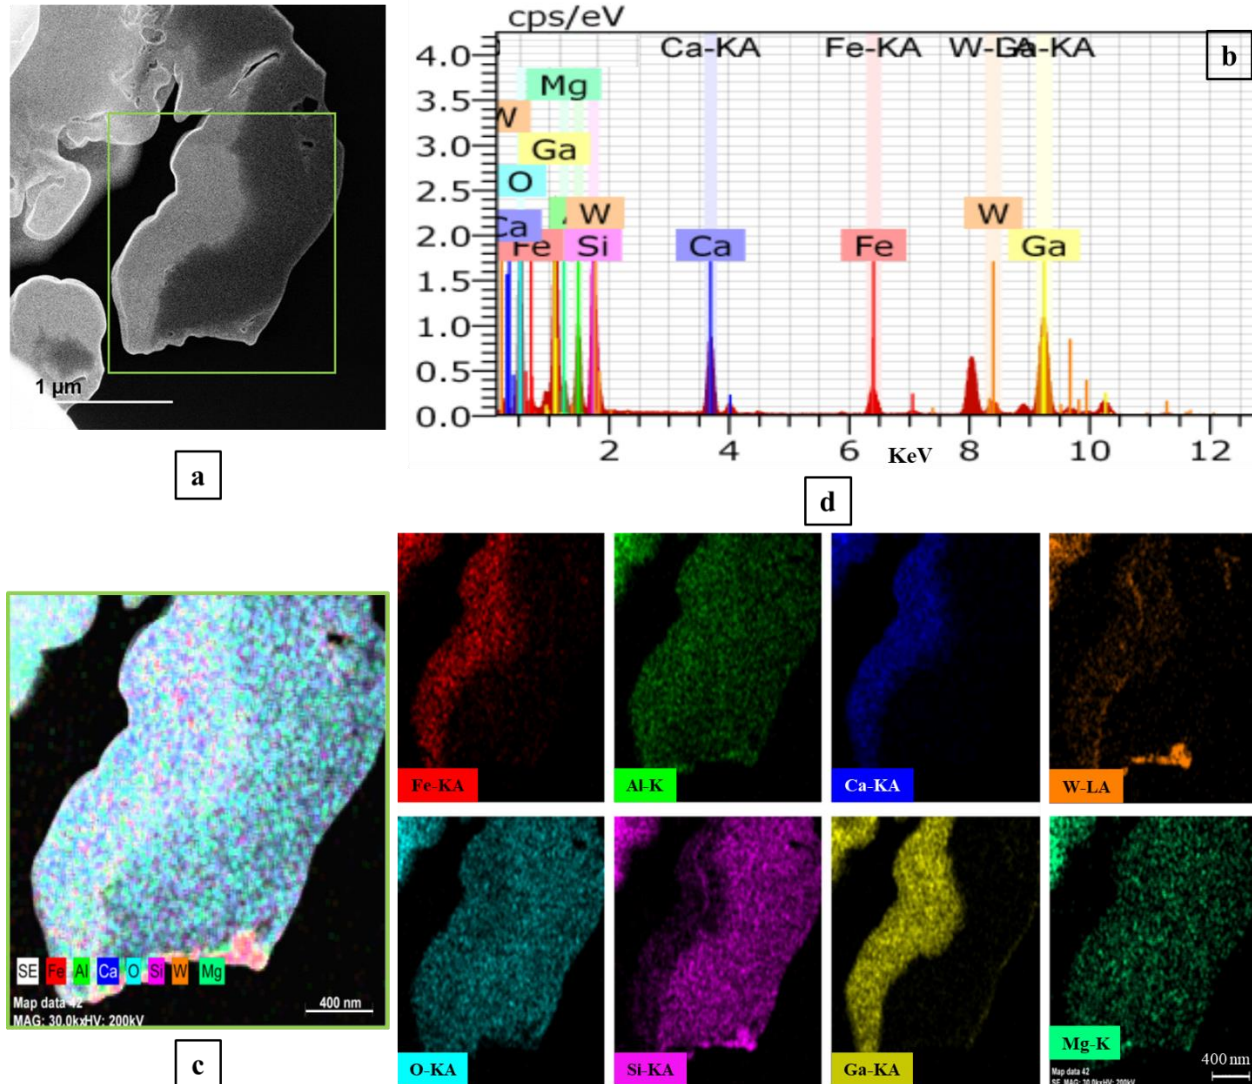 cps/eV
Ca-KA Fe-KA W-LA Ga-KA
b
4.0
3.5
3.0
2.5
2.0
1.5
1.0
0.5
0.0
Mg
W
Ga
O
W
W
Ca
Fe
Si
Ca
Fe
Ga
2 4 6 8 10 12
KeV
1 µm
a
d
SE Fe Al Ca O Si W Mg
Map data 42
MAG: 30.0kxHV: 200kV
400 nm
c
Fe-KA
Al-K
Ca-KA
W-LA
O-KA
Si-KA
Ga-KA
Mg-K
400 nm
Map data 42